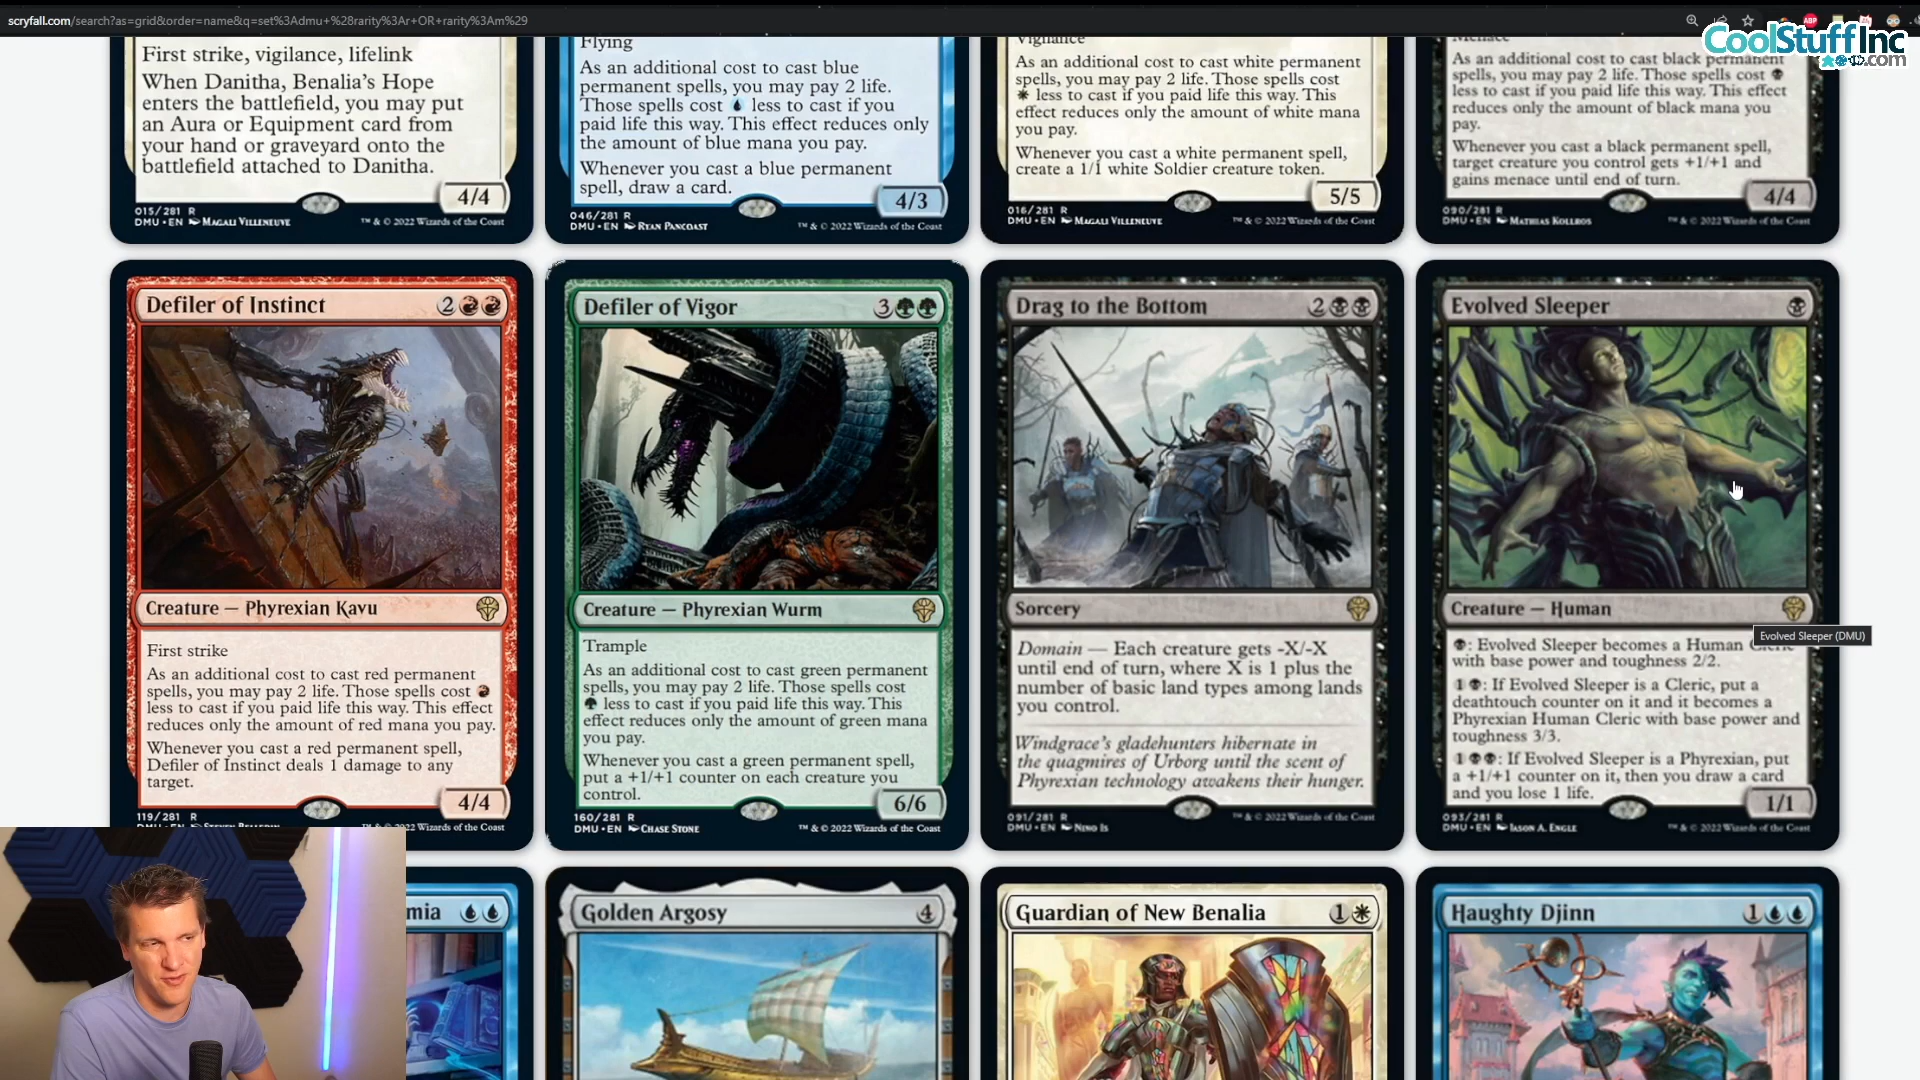 scryfall.com/search?as=grid&order=name&q=set%3Admu+%28rarity%3Ar+OR+rarity%3Am%29
ABP
CoolStuffInc
.com
First strike, vigilance, lifelink
When Danitha, Benalia's Hope
enters the battlefield, you may put
an Aura or Equipment card from
your hand or graveyard onto the
battlefield attached to Danitha.
4/4
015/281 R
DMU • EN Magali Villeneuve
™ & © 2022 Wizards of the Coast
Flying
As an additional cost to cast blue
permanent spells, you may pay 2 life.
Those spells cost less to cast if you
paid life this way. This effect reduces only
the amount of blue mana you pay.
Whenever you cast a blue permanent
spell, draw a card.
4/3
046/281 R
DMU • EN Ryan Pancoast
™ & © 2022 Wizards of the Coast
Vigilance
As an additional cost to cast white permanent
spells, you may pay 2 life. Those spells cost
less to cast if you paid life this way. This
effect reduces only the amount of white mana
you pay.
Whenever you cast a white permanent spell,
create a 1/1 white Soldier creature token.
5/5
016/281 R
DMU • EN Magali Villeneuve
™ & © 2022 Wizards of the Coast
Menace
As an additional cost to cast black permanent
spells, you may pay 2 life. Those spells cost
less to cast if you paid life this way. This effect
reduces only the amount of black mana you
pay.
Whenever you cast a black permanent spell,
target creature you control gets +1/+1 and
gains menace until end of turn.
4/4
090/281 R
DMU • EN Mathias Kollros
™ & © 2022 Wizards of the Coast
Defiler of Instinct 2
Creature — Phyrexian Kavu
First strike
As an additional cost to cast red permanent
spells, you may pay 2 life. Those spells cost
less to cast if you paid life this way. This effect
reduces only the amount of red mana you pay.
Whenever you cast a red permanent spell,
Defiler of Instinct deals 1 damage to any
target.
4/4
119/281 R
™ & © 2022 Wizards of the Coast
Defiler of Vigor 3
Creature — Phyrexian Wurm
Trample
As an additional cost to cast green permanent
spells, you may pay 2 life. Those spells cost
less to cast if you paid life this way. This
effect reduces only the amount of green mana
you pay.
Whenever you cast a green permanent spell,
put a +1/+1 counter on each creature you
control.
6/6
160/281 R
DMU • EN Chase Stone
™ & © 2022 Wizards of the Coast
Drag to the Bottom 2
Sorcery
Domain — Each creature gets -X/-X
until end of turn, where X is 1 plus the
number of basic land types among lands
you control.
Windgrace's gladehunters hibernate in
the quagmires of Urborg until the scent of
Phyrexian technology awakens their hunger.
091/281 R
DMU • EN Nino Is
™ & © 2022 Wizards of the Coast
Evolved Sleeper
Creature — Human
Evolved Sleeper (DMU)
: Evolved Sleeper becomes a Human Cleric
with base power and toughness 2/2.
1 : If Evolved Sleeper is a Cleric, put a
deathtouch counter on it and it becomes a
Phyrexian Human Cleric with base power and
toughness 3/3.
1 : If Evolved Sleeper is a Phyrexian, put
a +1/+1 counter on it, then you draw a card
and you lose 1 life.
1/1
093/281 R
DMU • EN Jason A. Engle
™ & © 2022 Wizards of the Coast
mia
Golden Argosy 4
Guardian of New Benalia 1
Haughty Djinn 1